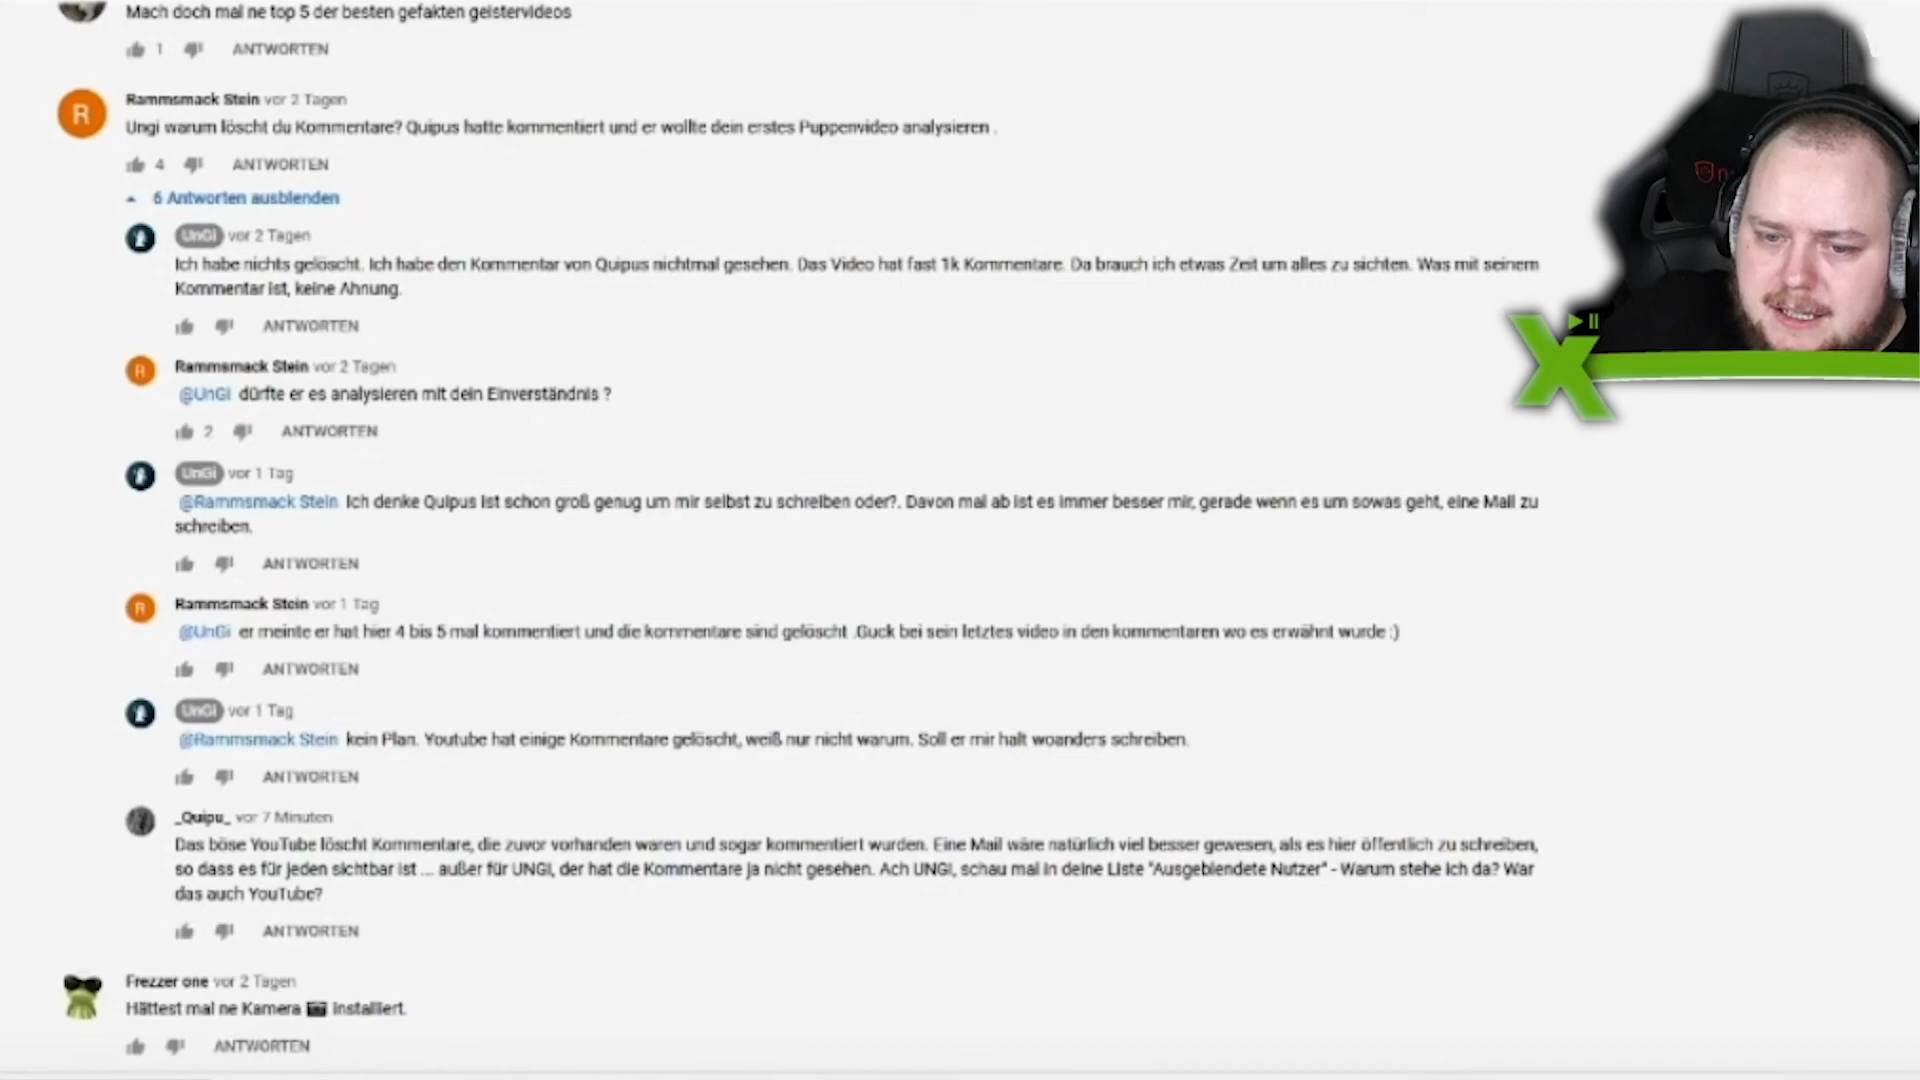 Mach doch mal ne top 5 der besten gefakten geistervideos
1 ANTWORTEN
R
Rammsmack Stein vor 2 Tagen
Ungi warum löscht du Kommentare? Quipus hatte kommentiert und er wollte dein erstes Puppenvideo analysieren .
4 ANTWORTEN
6 Antworten ausblenden
UnGi vor 2 Tagen
Ich habe nichts gelöscht. Ich habe den Kommentar von Quipus nichtmal gesehen. Das Video hat fast 1k Kommentare. Da brauch ich etwas Zeit um alles zu sichten. Was mit seinem
Kommentar ist, keine Ahnung.
ANTWORTEN
R
Rammsmack Stein vor 2 Tagen
@UnGi dürfte er es analysieren mit dein Einverständnis ?
2 ANTWORTEN
UnGi vor 1 Tag
@Rammsmack Stein Ich denke Quipus ist schon groß genug um mir selbst zu schreiben oder?. Davon mal ab ist es immer besser mir, gerade wenn es um sowas geht, eine Mail zu
schreiben.
ANTWORTEN
R
Rammsmack Stein vor 1 Tag
@UnGi er meinte er hat hier 4 bis 5 mal kommentiert und die kommentare sind gelöscht .Guck bei sein letztes video in den kommentaren wo es erwähnt wurde :)
ANTWORTEN
UnGi vor 1 Tag
@Rammsmack Stein kein Plan. Youtube hat einige Kommentare gelöscht, weiß nur nicht warum. Soll er mir halt woanders schreiben.
ANTWORTEN
_Quipu_ vor 7 Minuten
Das böse YouTube löscht Kommentare, die zuvor vorhanden waren und sogar kommentiert wurden. Eine Mail wäre natürlich viel besser gewesen, als es hier öffentlich zu schreiben,
so dass es für jeden sichtbar ist ... außer für UNGI, der hat die Kommentare ja nicht gesehen. Ach UNGI, schau mal in deine Liste "Ausgeblendete Nutzer" - Warum stehe ich da? War
das auch YouTube?
ANTWORTEN
Frezzer one vor 2 Tagen
Hättest mal ne Kamera 📷 installiert.
ANTWORTEN
X